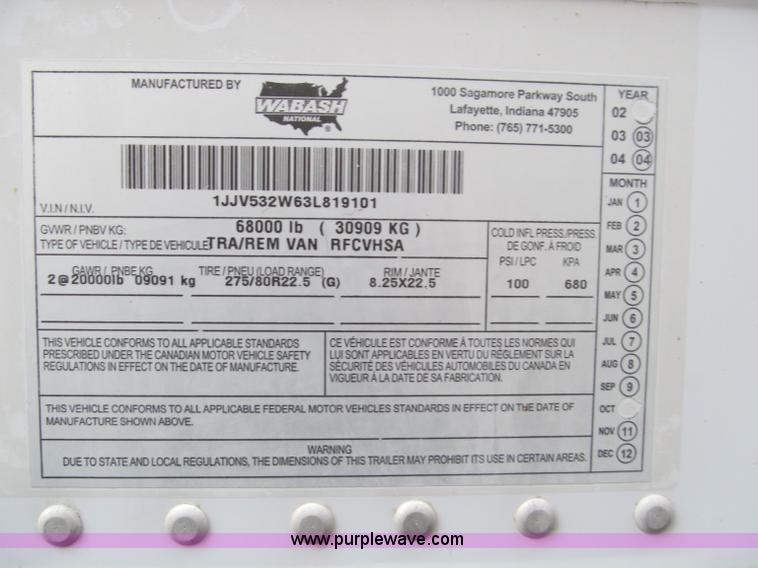 MANUFACTURED BY
WABASH
NATIONAL
®
1000 Sagamore Parkway South
Lafayette, Indiana 47905
Phone: (765) 771-5300
1JJV532W63L819101
V.I.N / N.I.V.
GVWR / PNBV KG: 68000 lb ( 30909 KG )
TYPE OF VEHICLE / TYPE DE VEHICULE TRA/REM VAN RFCVHSA
COLD INFL PRESS./PRESS.
DE GONF. À FROID
PSI / LPC KPA
GAWR / PNBE KG TIRE / PNEU (LOAD RANGE) RIM / JANTE
2@20000lb 09091 kg 275/80R22.5 (G) 8.25X22.5 100 680
THIS VEHICLE CONFORMS TO ALL APPLICABLE STANDARDS
PRESCRIBED UNDER THE CANADIAN MOTOR VEHICLE SAFETY
REGULATIONS IN EFFECT ON THE DATE OF MANUFACTURE.
CE VÉHICULE EST CONFORME À TOUTES LES NORMES QUI
LUI SONT APPLICABLES EN VERTU DU RÈGLEMENT SUR LA
SÉCURITÉ DES VÉHICULES AUTOMOBILES DU CANADA EN
VIGUEUR À LA DATE DE SA FABRICATION.
THIS VEHICLE CONFORMS TO ALL APPLICABLE FEDERAL MOTOR VEHICLES STANDARDS IN EFFECT ON THE DATE OF
MANUFACTURE SHOWN ABOVE.
WARNING
DUE TO STATE AND LOCAL REGULATIONS, THE DIMENSIONS OF THIS TRAILER MAY PROHIBIT ITS USE IN CERTAIN AREAS.
YEAR
02
03 03
04 04
MONTH
JAN 1
FEB 2
MAR 3
APR 4
MAY 5
JUN 6
JUL 7
AUG 8
SEP 9
OCT
NOV 11
DEC 12
www.purplewave.com